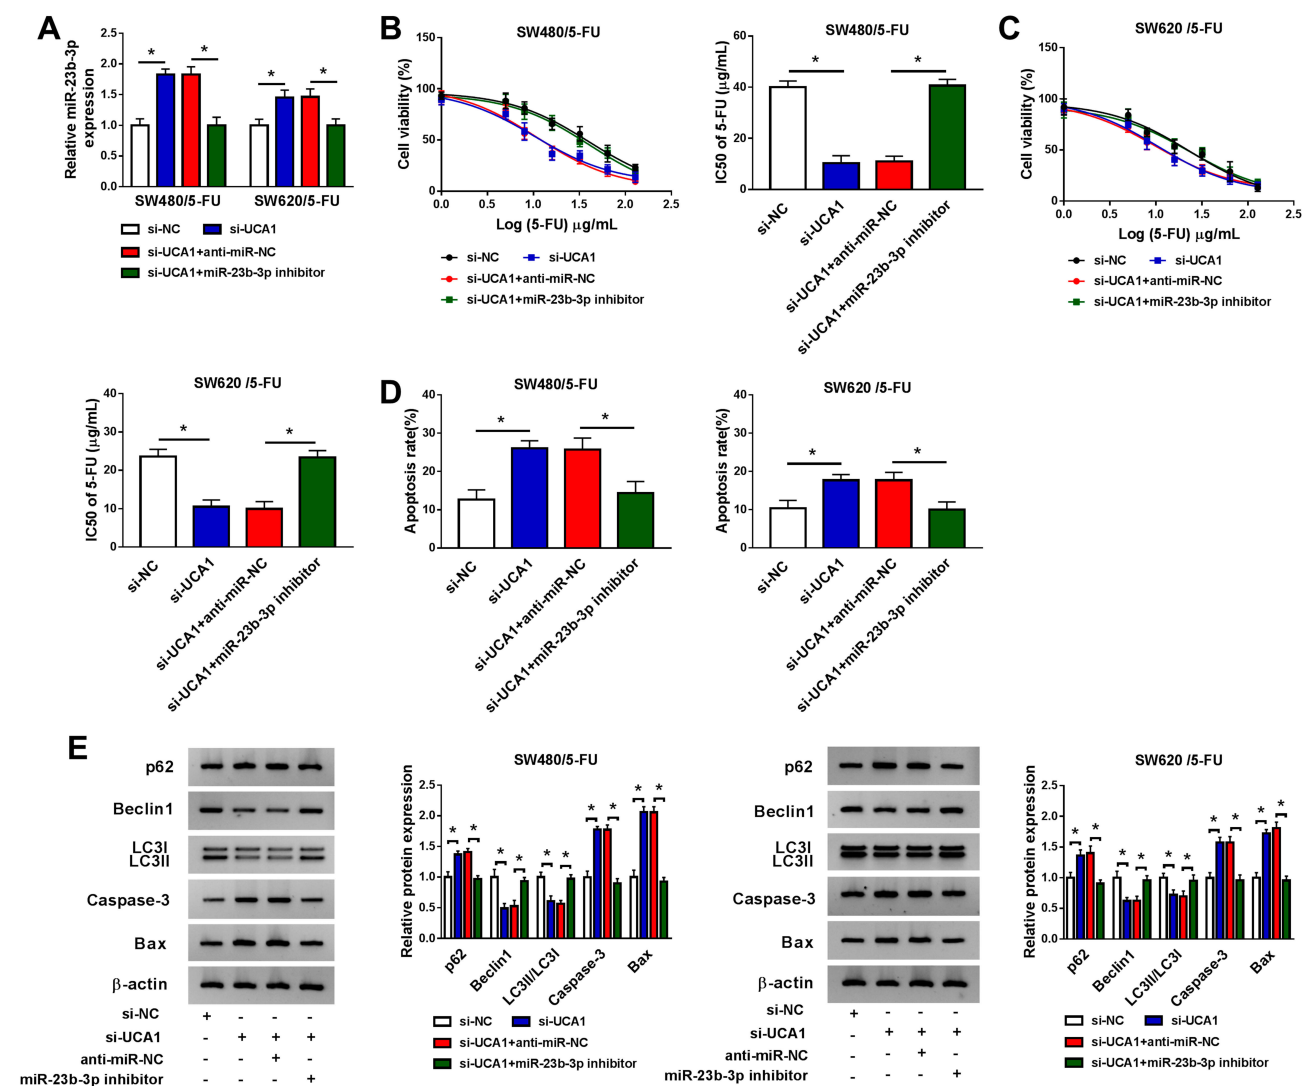 A
Relative miR-23b-3p
expression
2.5
2.0
1.5
1.0
0.5
0.0
* * * *
SW480/5-FU SW620/5-FU
si-NC si-UCA1
si-UCA1+anti-miR-NC
si-UCA1+miR-23b-3p inhibitor
B
SW480/5-FU
Cell viability (%)
150
100
50
0
0.0 0.5 1.0 1.5 2.0 2.5
Log (5-FU) μg/mL
si-NC si-UCA1
si-UCA1+anti-miR-NC
si-UCA1+miR-23b-3p inhibitor
SW480/5-FU
IC50 of 5-FU (μg/mL)
60
40
20
0
* *
si-NC
si-UCA1
si-UCA1+anti-miR-NC
si-UCA1+miR-23b-3p inhibitor
C
SW620 /5-FU
Cell viability (%)
150
100
50
0
0.0 0.5 1.0 1.5 2.0 2.5
Log (5-FU) μg/mL
si-NC si-UCA1
si-UCA1+anti-miR-NC
si-UCA1+miR-23b-3p inhibitor
SW620 /5-FU
IC50 of 5-FU (μg/mL)
40
30
20
10
0
* *
si-NC
si-UCA1
si-UCA1+anti-miR-NC
si-UCA1+miR-23b-3p inhibitor
D
SW480/5-FU
Apoptosis rate(%)
40
30
20
10
0
* *
si-NC
si-UCA1
si-UCA1+anti-miR-NC
si-UCA1+miR-23b-3p inhibitor
SW620 /5-FU
Apoptosis rate(%)
40
30
20
10
0
* *
si-NC
si-UCA1
si-UCA1+anti-miR-NC
si-UCA1+miR-23b-3p inhibitor
E
p62
Beclin1
LC3I
LC3II
Caspase-3
Bax
β-actin
si-NC + - - -
si-UCA1 - + + +
anti-miR-NC - - + -
miR-23b-3p inhibitor - - - +
SW480/5-FU
Relative protein expression
2.5
2.0
1.5
1.0
0.5
0.0
* * * * * * * * * *
p62
Beclin1
LC3II/LC3I
Caspase-3
Bax
si-NC si-UCA1
si-UCA1+anti-miR-NC
si-UCA1+miR-23b-3p inhibitor
p62
Beclin1
LC3I
LC3II
Caspase-3
Bax
β-actin
si-NC + - - -
si-UCA1 - + + +
anti-miR-NC - - + -
miR-23b-3p inhibitor - - - +
SW620 /5-FU
Relative protein expression
2.5
2.0
1.5
1.0
0.5
0.0
* * * * * * * * * *
p62
Beclin1
LC3II/LC3I
Caspase-3
Bax
si-NC si-UCA1
si-UCA1+anti-miR-NC
si-UCA1+miR-23b-3p inhibitor